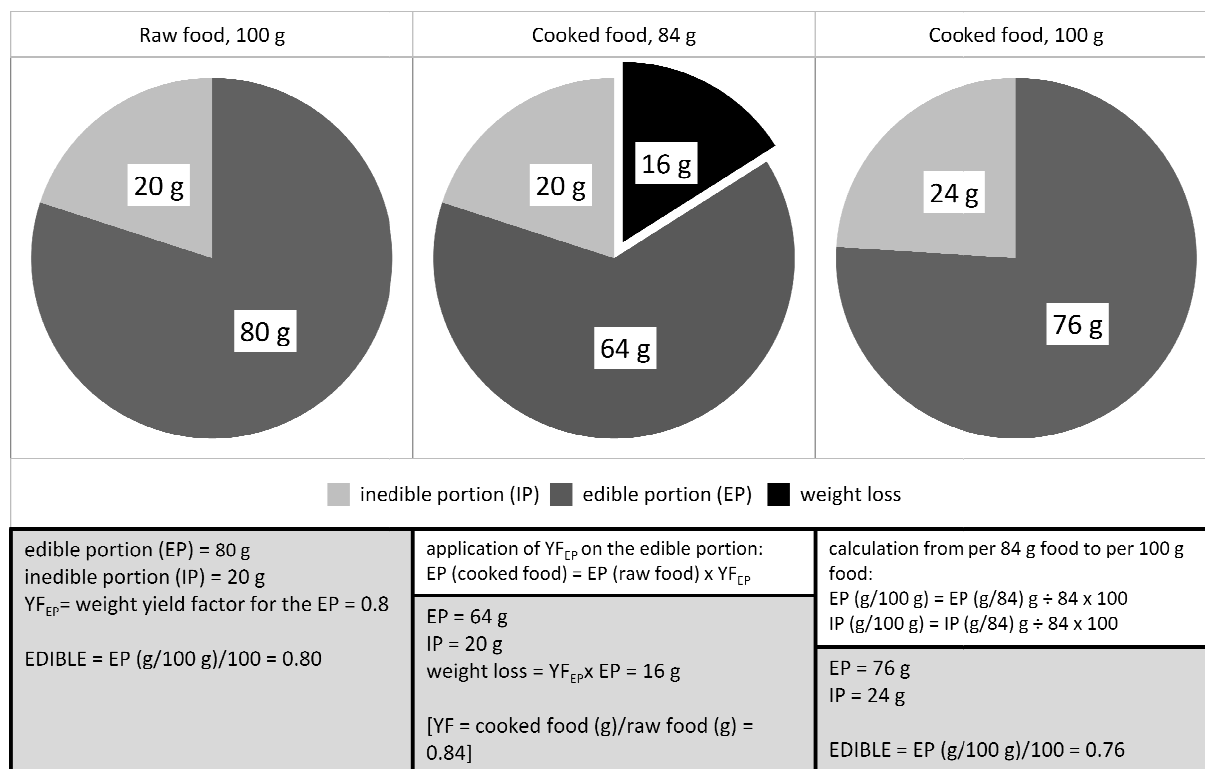 Raw food, 100 g
Cooked food, 84 g
Cooked food, 100 g
20 g
80 g
20 g
16 g
64 g
24 g
76 g
inedible portion (IP)
edible portion (EP)
weight loss
edible portion (EP) = 80 g
inedible portion (IP) = 20 g
YFEP= weight yield factor for the EP = 0.8
EDIBLE = EP (g/100 g)/100 = 0.80
application of YFEP on the edible portion:
EP (cooked food) = EP (raw food) x YFEP
EP = 64 g
IP = 20 g
weight loss = YFEPx EP = 16 g
[YF = cooked food (g)/raw food (g) =
0.84]
calculation from per 84 g food to per 100 g
food:
EP (g/100 g) = EP (g/84) g ÷ 84 x 100
IP (g/100 g) = IP (g/84) g ÷ 84 x 100
EP = 76 g
IP = 24 g
EDIBLE = EP (g/100 g)/100 = 0.76